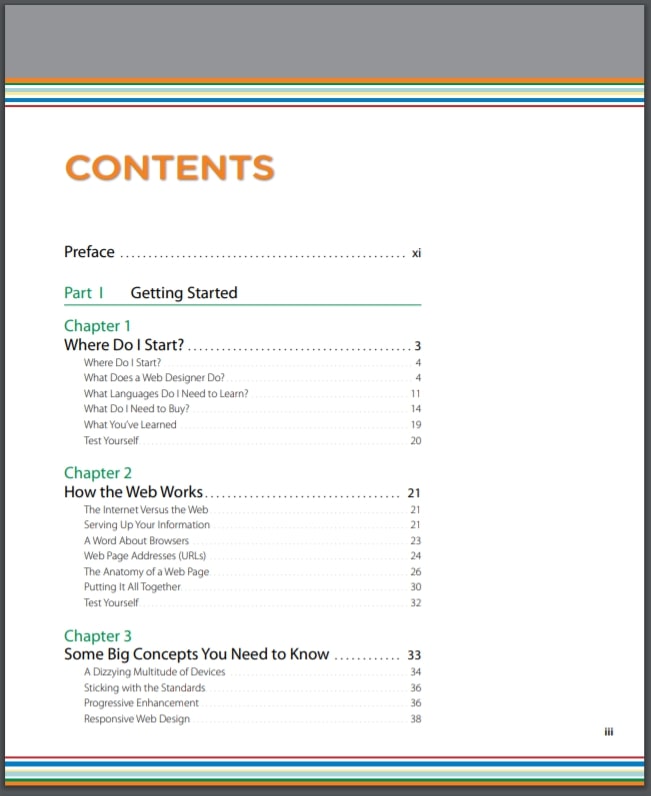 CONTENTS
Preface .................................................. xi
Part I Getting Started
Chapter 1
Where Do I Start? ....................................... 3
Where Do I Start? 4
What Does a Web Designer Do? 4
What Languages Do I Need to Learn? 11
What Do I Need to Buy? 14
What You've Learned 19
Test Yourself 20
Chapter 2
How the Web Works .................................. 21
The Internet Versus the Web 21
Serving Up Your Information 21
A Word About Browsers 23
Web Page Addresses (URLs) 24
The Anatomy of a Web Page 26
Putting It All Together 30
Test Yourself 32
Chapter 3
Some Big Concepts You Need to Know ............ 33
A Dizzying Multitude of Devices 34
Sticking with the Standards 36
Progressive Enhancement 36
Responsive Web Design 38
iii